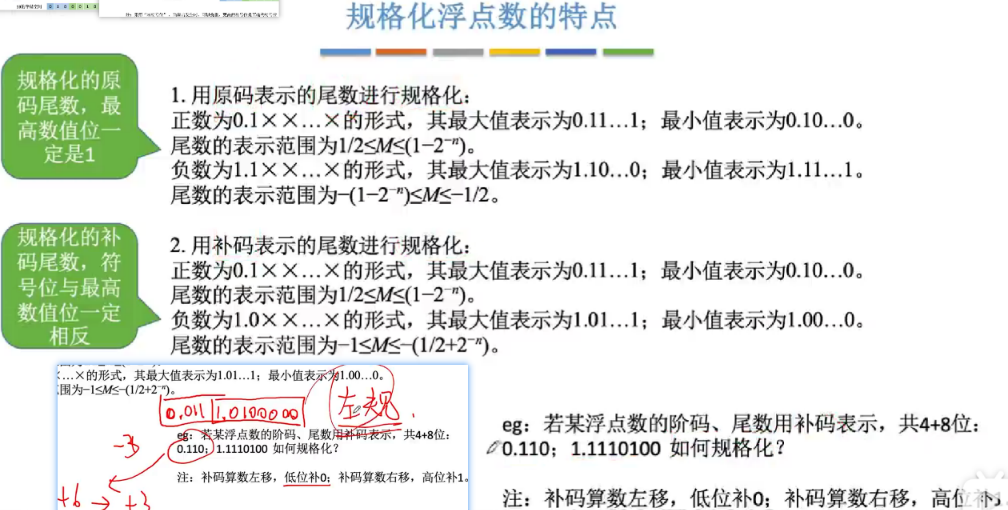 规格化浮点数的特点
规格化的原
码尾数，最
高数值位一
定是1
1. 用原码表示的尾数进行规格化：
正数为0.1××…×的形式，其最大值表示为0.11…1；最小值表示为0.10…0。
尾数的表示范围为1/2≤M≤(1−2⁻ⁿ)。
负数为1.1××…×的形式，其最大值表示为1.10…0；最小值表示为1.11…1。
尾数的表示范围为−(1−2⁻ⁿ)≤M≤−1/2。
规格化的补
码尾数，符
号位与最高
数值位一定
相反
2. 用补码表示的尾数进行规格化：
正数为0.1××…×的形式，其最大值表示为0.11…1；最小值表示为0.10…0。
尾数的表示范围为1/2≤M≤(1−2⁻ⁿ)。
负数为1.0××…×的形式，其最大值表示为1.01…1；最小值表示为1.00…0。
尾数的表示范围为−1≤M≤−(1/2+2⁻ⁿ)。
…×的形式，其最大值表示为1.01…1；最小值表示为1.00…0。
围为−1≤M≤−(1/2+2⁻ⁿ)。
0.011 1.0100000 左规.
eg：若某浮点数的阶码、尾数用补码表示，共4+8位：
0.110；1.1110100 如何规格化？
−3
注：补码算数左移，低位补0；补码算数右移，高位补1。
+6 → +3
eg：若某浮点数的阶码、尾数用补码表示，共4+8位：
0.110；1.1110100 如何规格化？
注：补码算数左移，低位补0；补码算数右移，高位补1